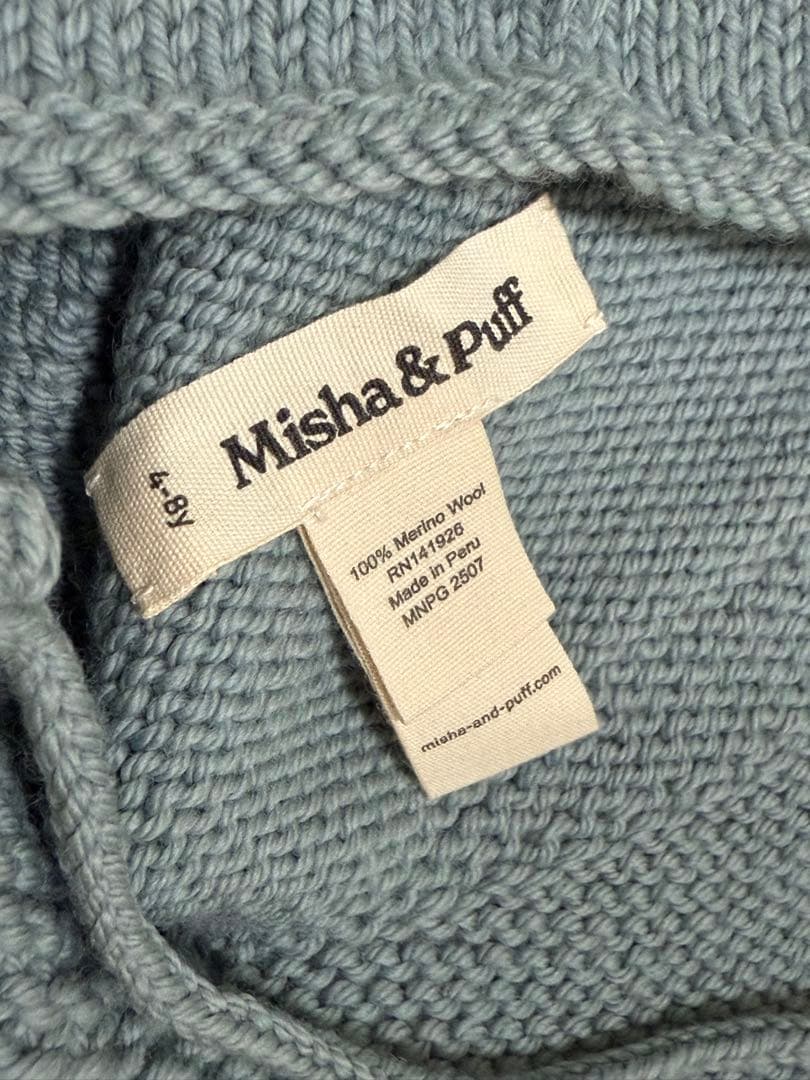 Misha & Puff
4-8y
100% Merino Wool
RN141926
Made in Peru
MNPG 2507
misha-and-puff.com